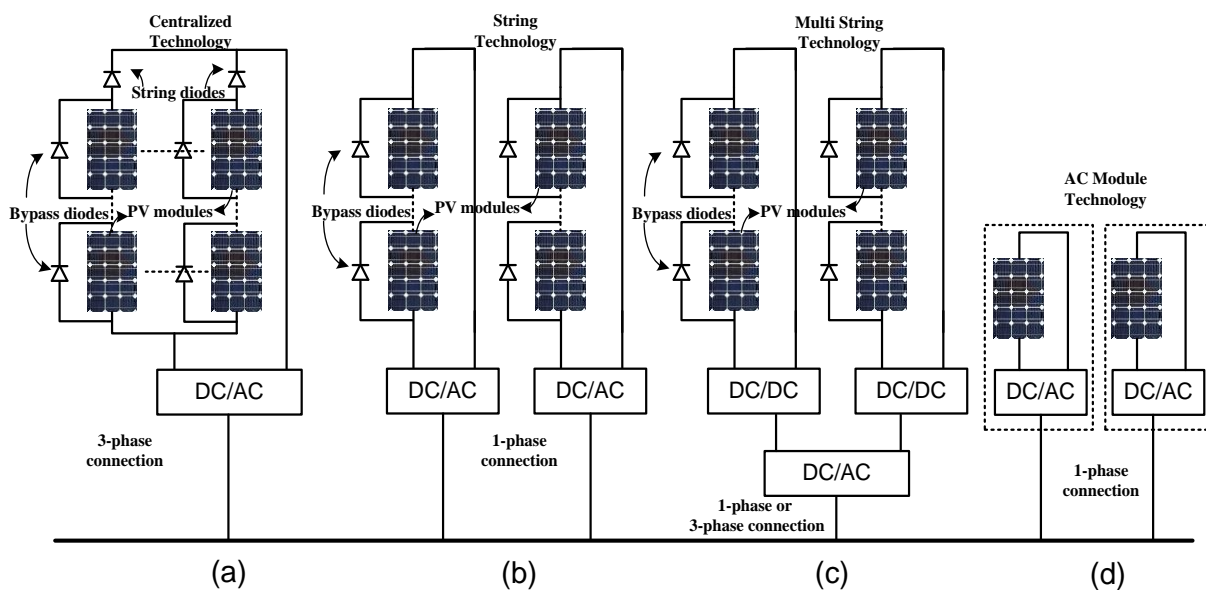 Centralized
Technology
String diodes
Bypass diodes
PV modules
DC/AC
3-phase
connection
(a)
String
Technology
Bypass diodes
PV modules
DC/AC
DC/AC
1-phase
connection
(b)
Multi String
Technology
Bypass diodes
PV modules
DC/DC
DC/DC
DC/AC
1-phase or
3-phase connection
(c)
AC Module
Technology
DC/AC
DC/AC
1-phase
connection
(d)